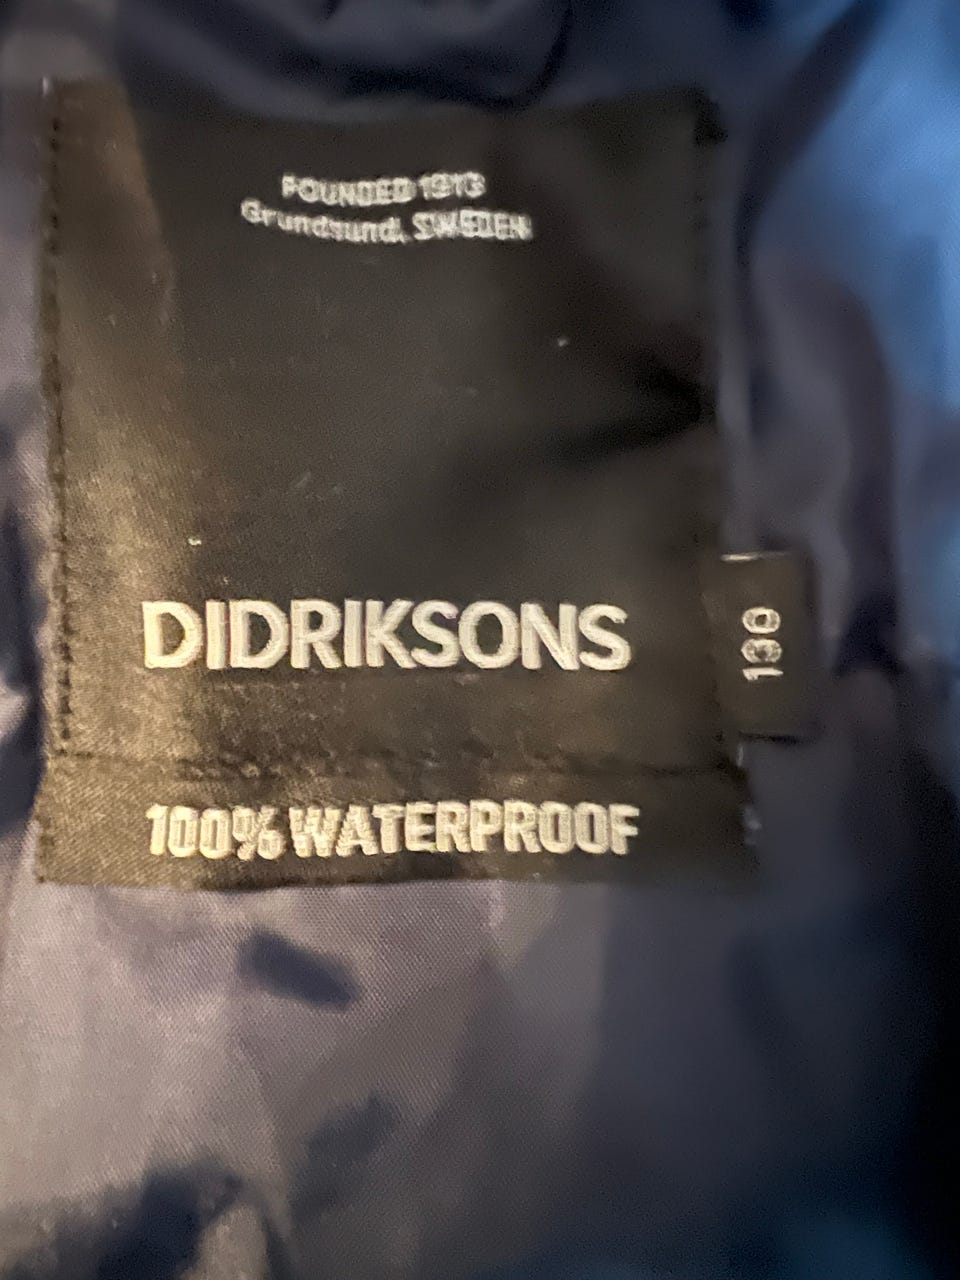 FOUNDED 1913
Grundsund, SWEDEN
DIDRIKSONS
130
100% WATERPROOF